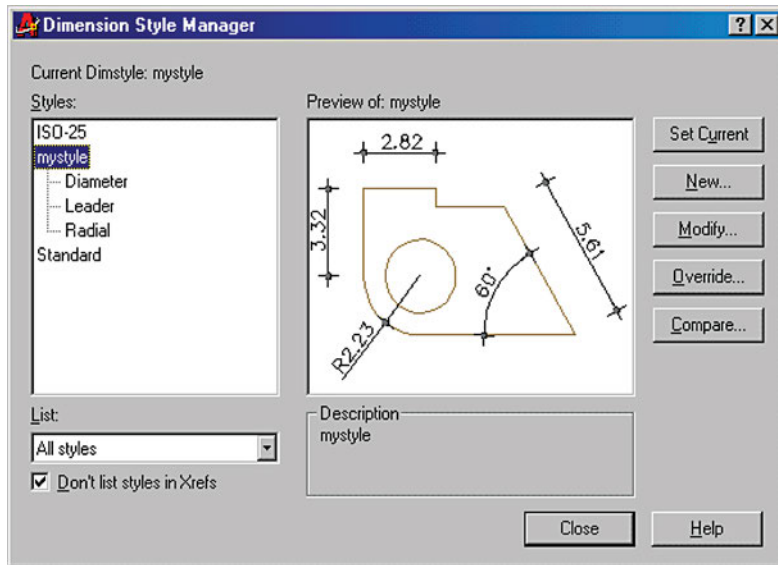 Dimension Style Manager
Current Dimstyle: mystyle
Styles:
ISO-25
mystyle
Diameter
Leader
Radial
Standard
List:
All styles
Don't list styles in Xrefs
Preview of: mystyle
2.82
3.32
5.61
60°
R2.23
Description
mystyle
Set Current
New...
Modify...
Override...
Compare...
Close
Help